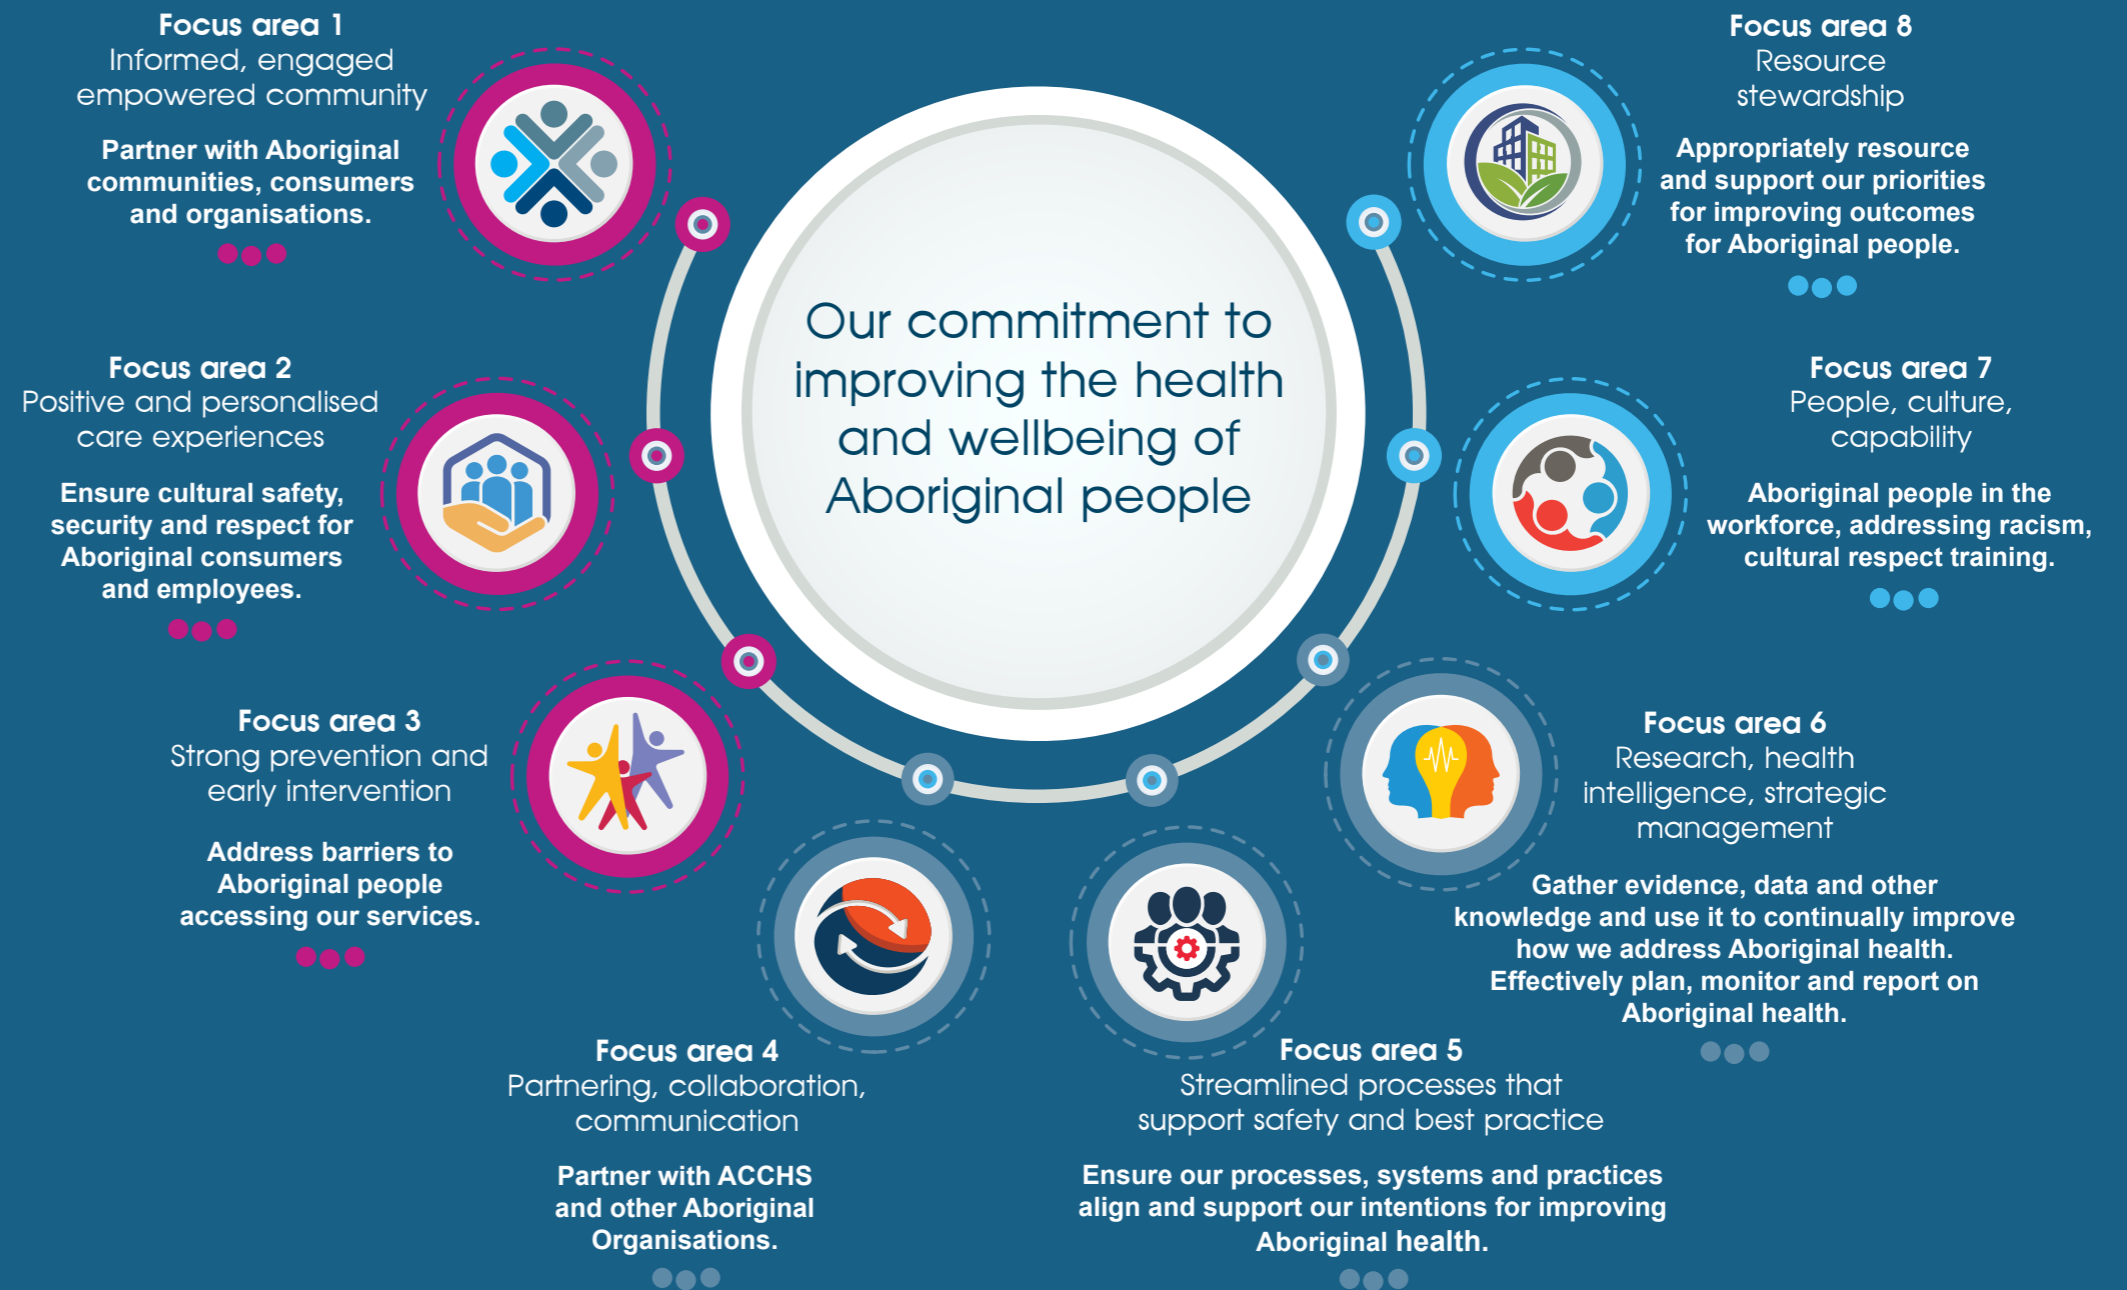 Our commitment to
improving the health
and wellbeing of
Aboriginal people
Focus area 1
Informed, engaged
empowered community
Partner with Aboriginal
communities, consumers
and organisations.
Focus area 2
Positive and personalised
care experiences
Ensure cultural safety,
security and respect for
Aboriginal consumers
and employees.
Focus area 3
Strong prevention and
early intervention
Address barriers to
Aboriginal people
accessing our services.
Focus area 4
Partnering, collaboration,
communication
Partner with ACCHS
and other Aboriginal
Organisations.
Focus area 5
Streamlined processes that
support safety and best practice
Ensure our processes, systems and practices
align and support our intentions for improving
Aboriginal health.
Focus area 6
Research, health
intelligence, strategic
management
Gather evidence, data and other
knowledge and use it to continually improve
how we address Aboriginal health.
Effectively plan, monitor and report on
Aboriginal health.
Focus area 7
People, culture,
capability
Aboriginal people in the
workforce, addressing racism,
cultural respect training.
Focus area 8
Resource
stewardship
Appropriately resource
and support our priorities
for improving outcomes
for Aboriginal people.